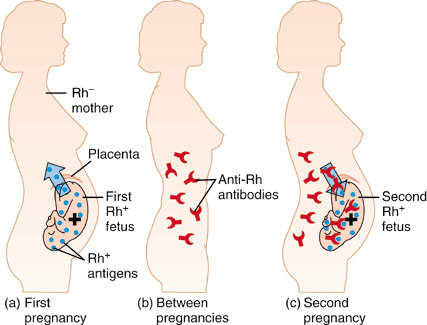 Rh⁻
mother
Placenta
First
Rh⁺
fetus
Rh⁺
antigens
(a) First
pregnancy
Anti-Rh
antibodies
(b) Between
pregnancies
Second
Rh⁺
fetus
(c) Second
pregnancy